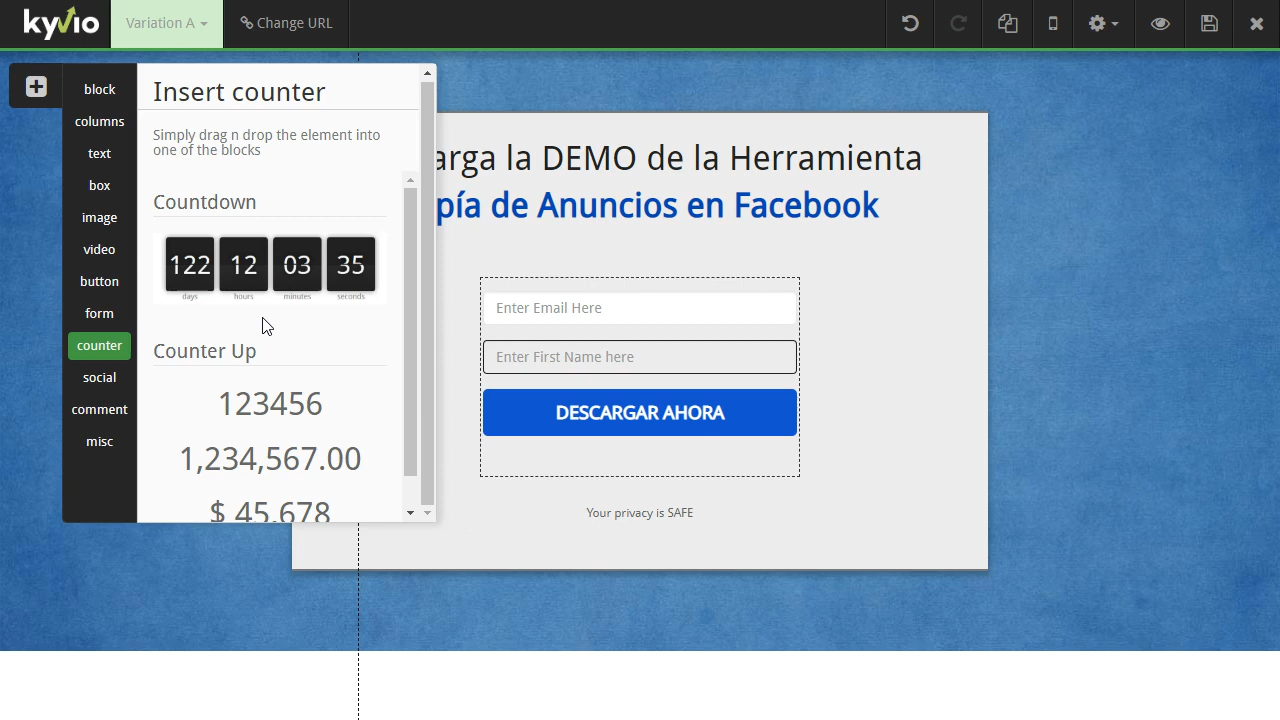 kyvio
Variation A
Change URL
block
columns
text
box
image
video
button
form
counter
social
comment
misc
Insert counter
Simply drag n drop the element into
one of the blocks
Countdown
122 12 03 35
days hours minutes seconds
Counter Up
123456
1,234,567.00
$ 45,678
arga la DEMO de la Herramienta
pía de Anuncios en Facebook
Enter Email Here
Enter First Name here
DESCARGAR AHORA
Your privacy is SAFE